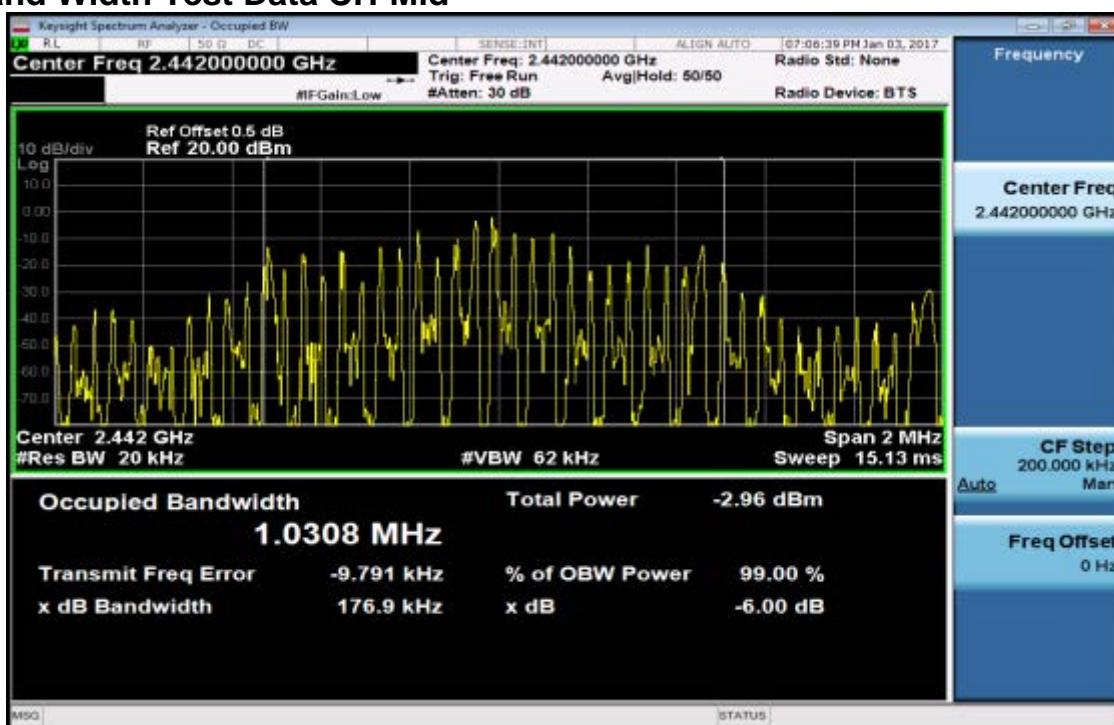 and Width Test Data CH-Mid
Keysight Spectrum Analyzer - Occupied BW
RL RF 50 Ω DC SENSE:INT ALIGN AUTO 07:06:39 PM Jan 03, 2017
Center Freq 2.442000000 GHz
Center Freq: 2.442000000 GHz Radio Std: None
Trig: Free Run Avg|Hold: 50/50
#IFGain:Low #Atten: 30 dB Radio Device: BTS
Ref Offset 0.5 dB
10 dB/div Ref 20.00 dBm
Log
10.0
0.00
-10.0
-20.0
-30.0
-40.0
-50.0
-60.0
-70.0
Center 2.442 GHz Span 2 MHz
#Res BW 20 kHz #VBW 62 kHz Sweep 15.13 ms
Occupied Bandwidth Total Power -2.96 dBm
1.0308 MHz
Transmit Freq Error -9.791 kHz % of OBW Power 99.00 %
x dB Bandwidth 176.9 kHz x dB -6.00 dB
MSG STATUS
Frequency
Center Freq
2.442000000 GHz
CF Step
200.000 kHz
Auto Man
Freq Offset
0 Hz